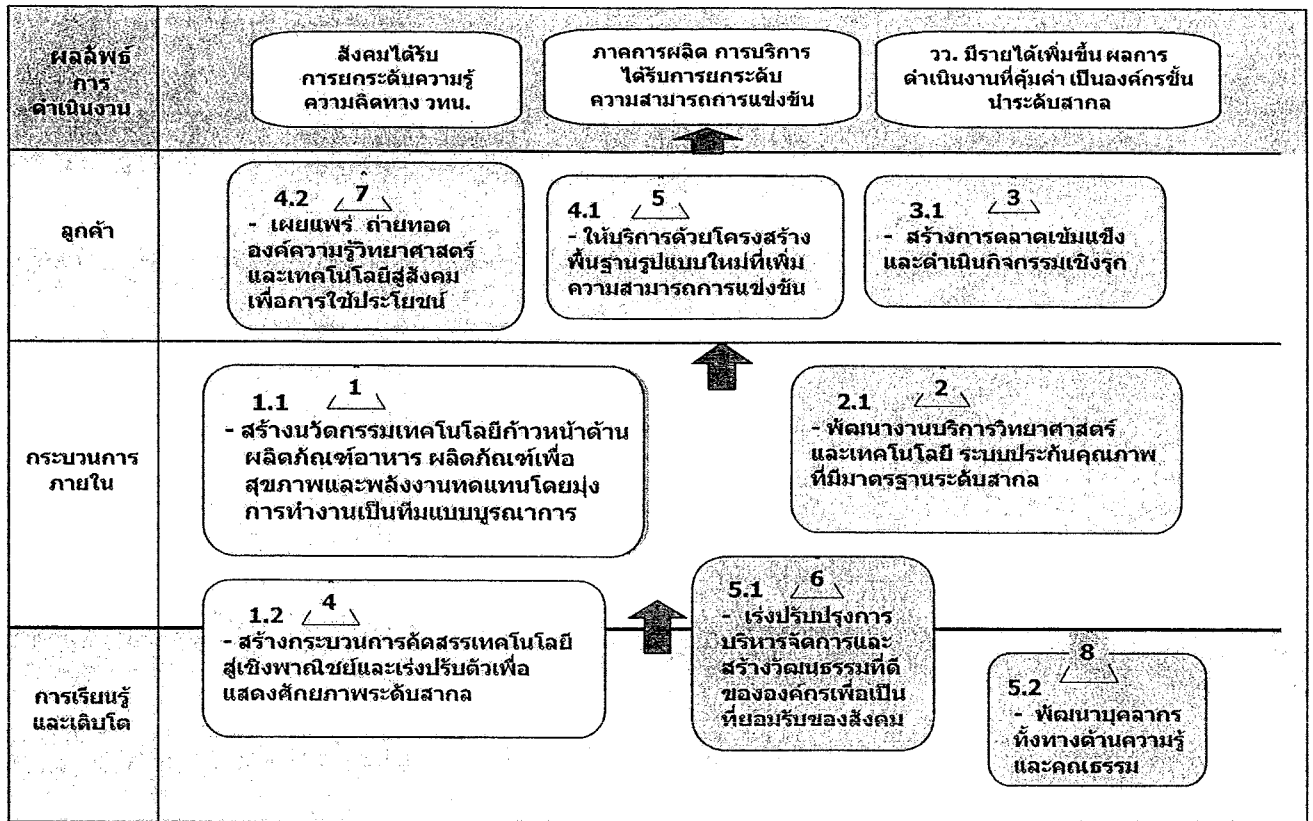 ผลลัพธ์
การ
ดำเนินงาน
สังคมได้รับ
การยกระดับความรู้
ความคิดทาง วทน.
ภาคการผลิต การบริการ
ได้รับการยกระดับ
ความสามารถการแข่งขัน
วว. มีรายได้เพิ่มขึ้น ผลการ
ดำเนินงานที่คุ้มค่า เป็นองค์กรชั้น
นำระดับสากล
ลูกค้า
4.2 7
- เผยแพร่ ถ่ายทอด
องค์ความรู้วิทยาศาสตร์
และเทคโนโลยีสู่สังคม
เพื่อการใช้ประโยชน์
4.1 5
- ให้บริการด้วยโครงสร้าง
พื้นฐานรูปแบบใหม่ที่เพิ่ม
ความสามารถการแข่งขัน
3.1 3
- สร้างการตลาดเข้มแข็ง
และดำเนินกิจกรรมเชิงรุก
กระบวนการ
ภายใน
1.1 1
- สร้างนวัตกรรมเทคโนโลยีก้าวหน้าด้าน
ผลิตภัณฑ์อาหาร ผลิตภัณฑ์เพื่อ
สุขภาพและพลังงานทดแทนโดยมุ่ง
การทำงานเป็นทีมแบบบูรณาการ
2.1 2
- พัฒนางานบริการวิทยาศาสตร์
และเทคโนโลยี ระบบประกันคุณภาพ
ที่มีมาตรฐานระดับสากล
การเรียนรู้
และเติบโต
1.2 4
- สร้างกระบวนการคัดสรรเทคโนโลยี
สู่เชิงพาณิชย์และเร่งปรับตัวเพื่อ
แสดงศักยภาพระดับสากล
5.1 6
- เร่งปรับปรุงการ
บริหารจัดการและ
สร้างวัฒนธรรมที่ดี
ขององค์กรเพื่อเป็น
ที่ยอมรับของสังคม
5.2 8
- พัฒนาบุคลากร
ทั้งทางด้านความรู้
และคุณธรรม